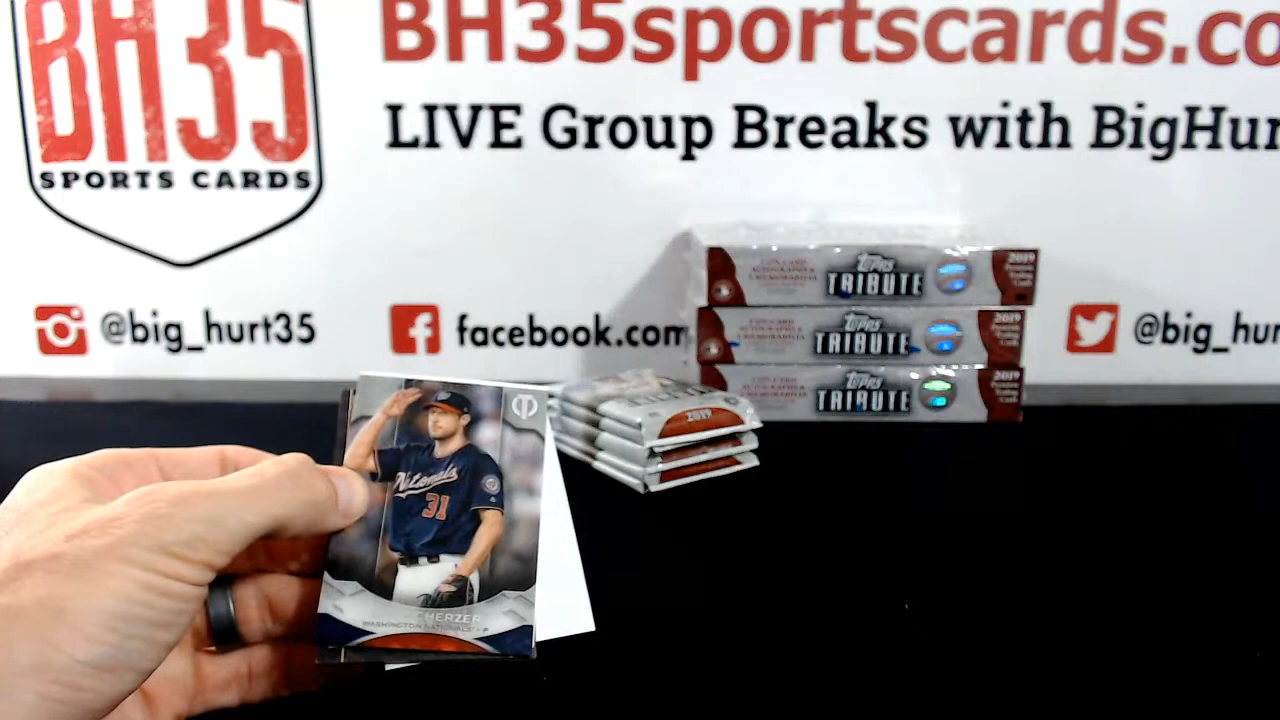 BH35
SPORTS CARDS
BH35sportscards.co
LIVE Group Breaks with BigHur
@big_hurt35
facebook.com
@big_hur
Topps
TRIBUTE
2019
Topps
TRIBUTE
2019
Topps
TRIBUTE
2019
2019
Nationals
31
HERZER
WASHINGTON NATIONALS